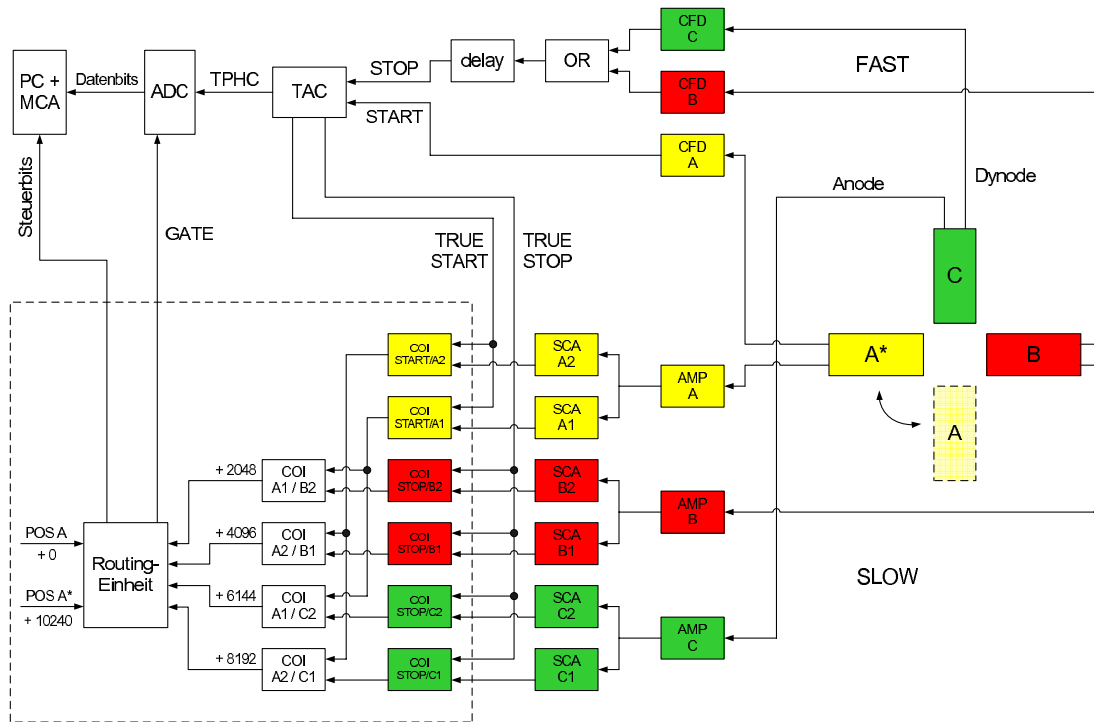 CFD
C
FAST
PC +
MCA
Datenbits
ADC
TPHC
TAC
STOP
START
delay
OR
CFD
B
CFD
A
Steuerbits
GATE
TRUE
START
TRUE
STOP
Anode
Dynode
C
A*
B
A
COI
START/A2
SCA
A2
AMP
A
COI
START/A1
SCA
A1
+ 2048
COI
A1 / B2
COI
STOP/B2
SCA
B2
AMP
B
+ 4096
COI
A2 / B1
COI
STOP/B1
SCA
B1
SLOW
POS A
+ 0
Routing-
Einheit
POS A*
+ 10240
+ 6144
COI
A1 / C2
COI
STOP/C2
SCA
C2
AMP
C
+ 8192
COI
A2 / C1
COI
STOP/C1
SCA
C1